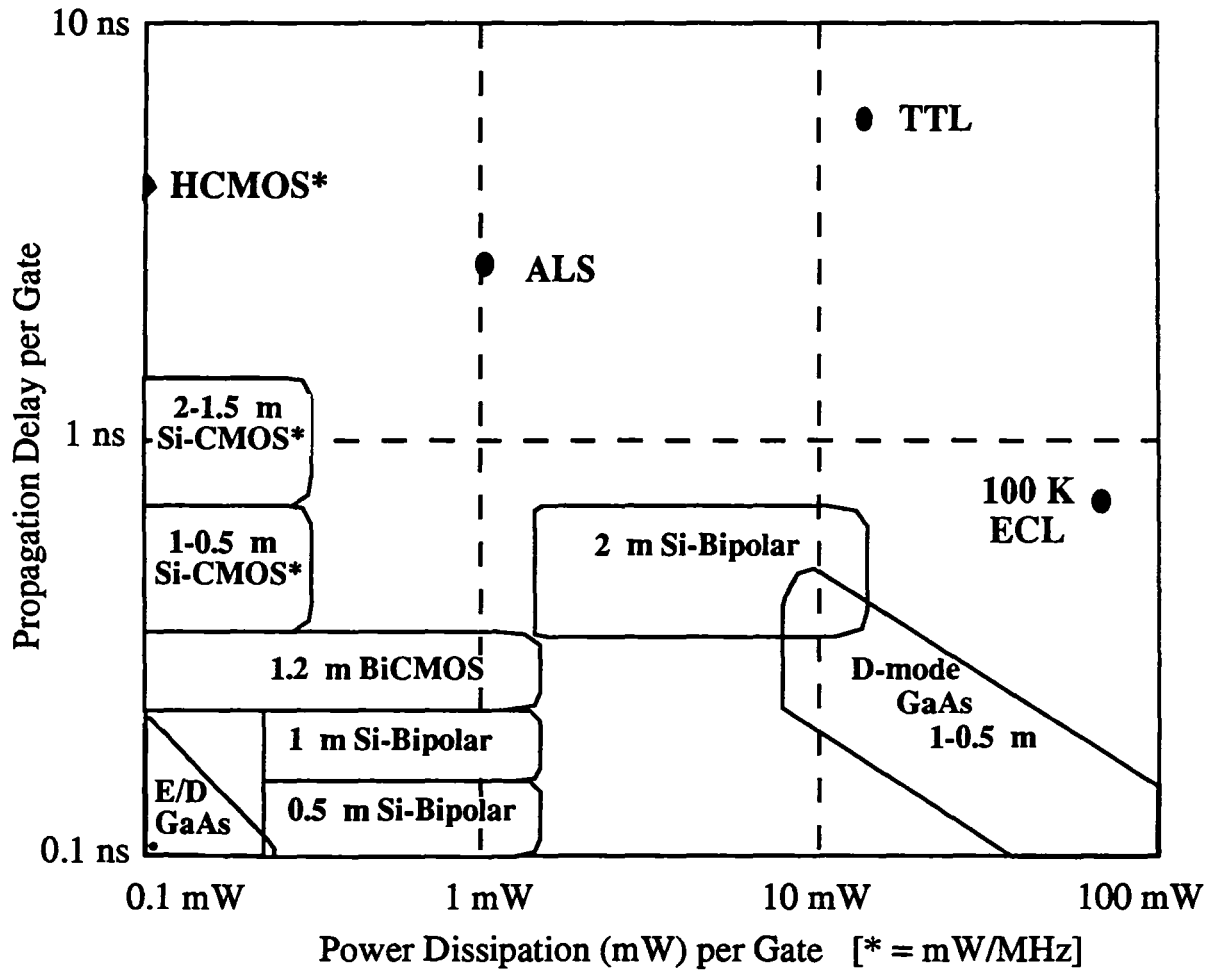 10 ns
TTL
HCMOS*
ALS
2-1.5 m
Si-CMOS*
1 ns
100 K
ECL
1-0.5 m
Si-CMOS*
2 m Si-Bipolar
1.2 m BiCMOS
D-mode
GaAs
1-0.5 m
1 m Si-Bipolar
E/D
GaAs
0.5 m Si-Bipolar
0.1 ns
0.1 mW
1 mW
10 mW
100 mW
Propagation Delay per Gate
Power Dissipation (mW) per Gate [* = mW/MHz]